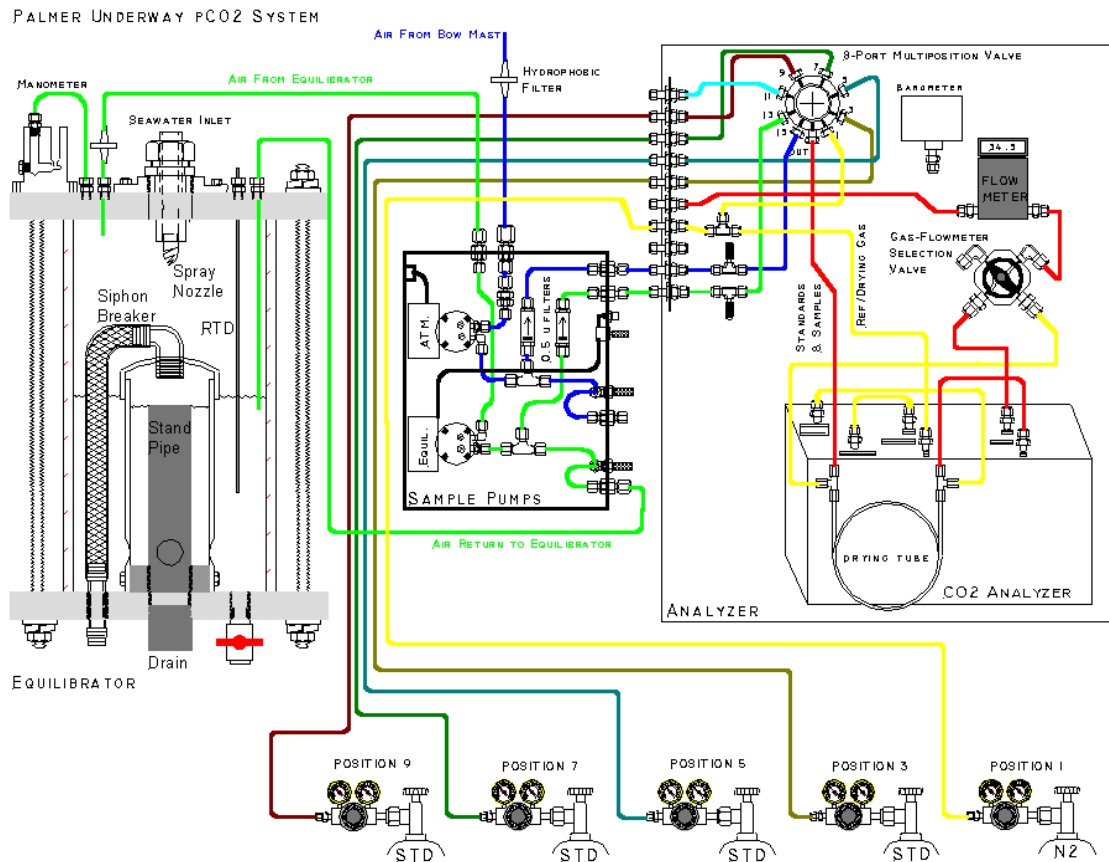 PALMER UNDERWAY PCO2 SYSTEM
AIR FROM BOW MAST
8-PORT MULTIPOSITION VALVE
HYDROPHOBIC
FILTER
MANOMETER
AIR FROM EQUILIBRATOR
SEAWATER INLET
BAROMETER
9
7
5
11
3
13
15
1
OUT
34.5
FLOW
METER
GAS-FLOWMETER
SELECTION
VALVE
Spray
Nozzle
Siphon
Breaker
RTD
ATM.
0.5 U FILTERS
STANDARDS
& SAMPLES
REF/DRYING GAS
Stand
Pipe
EQUIL.
SAMPLE PUMPS
AIR RETURN TO EQUILIBRATOR
DRYING TUBE
CO2 ANALYZER
ANALYZER
Drain
EQUILIBRATOR
POSITION 9
POSITION 7
POSITION 5
POSITION 3
POSITION 1
STD
STD
STD
STD
N2